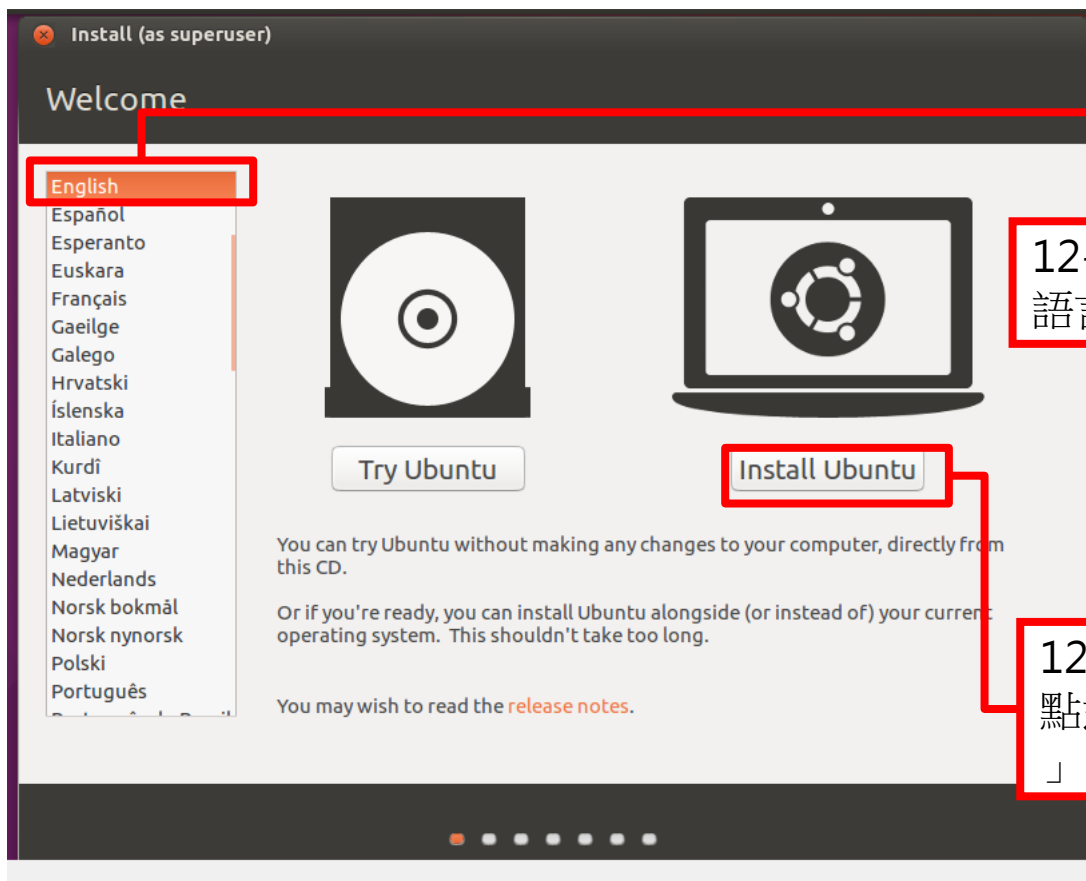 Install (as superuser)
Welcome
English
Español
Esperanto
Euskara
Français
Gaeilge
Galego
Hrvatski
Íslenska
Italiano
Kurdî
Latviski
Lietuviškai
Magyar
Nederlands
Norsk bokmål
Norsk nynorsk
Polski
Português
Try Ubuntu
Install Ubuntu
You can try Ubuntu without making any changes to your computer, directly from
this CD.
Or if you're ready, you can install Ubuntu alongside (or instead of) your current
operating system. This shouldn't take too long.
You may wish to read the release notes.
12
語
12
點
」